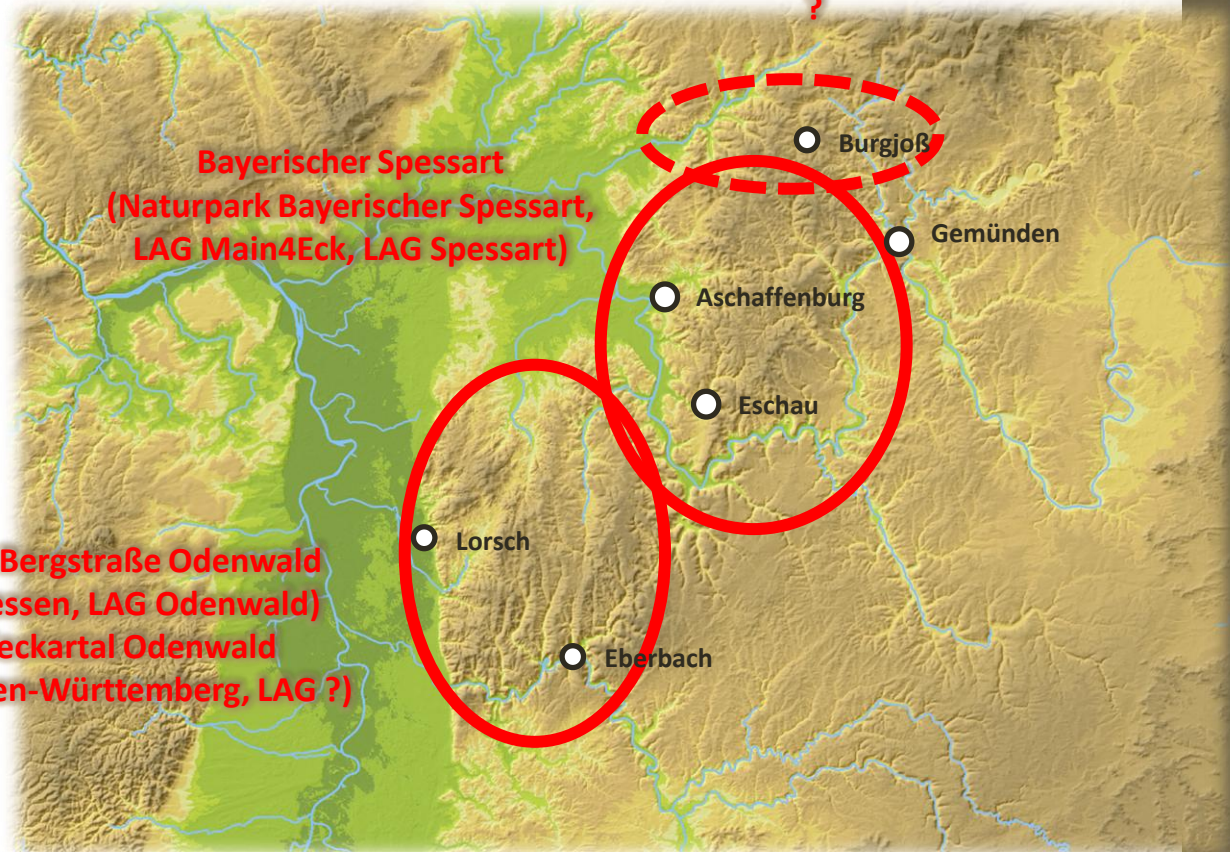 ?
Burgjoß
Bayerischer Spessart
(Naturpark Bayerischer Spessart,
LAG Main4Eck, LAG Spessart)
Gemünden
Aschaffenburg
Eschau
Lorsch
Bergstraße Odenwald
essen, LAG Odenwald)
eckartal Odenwald
en-Württemberg, LAG ?)
Eberbach